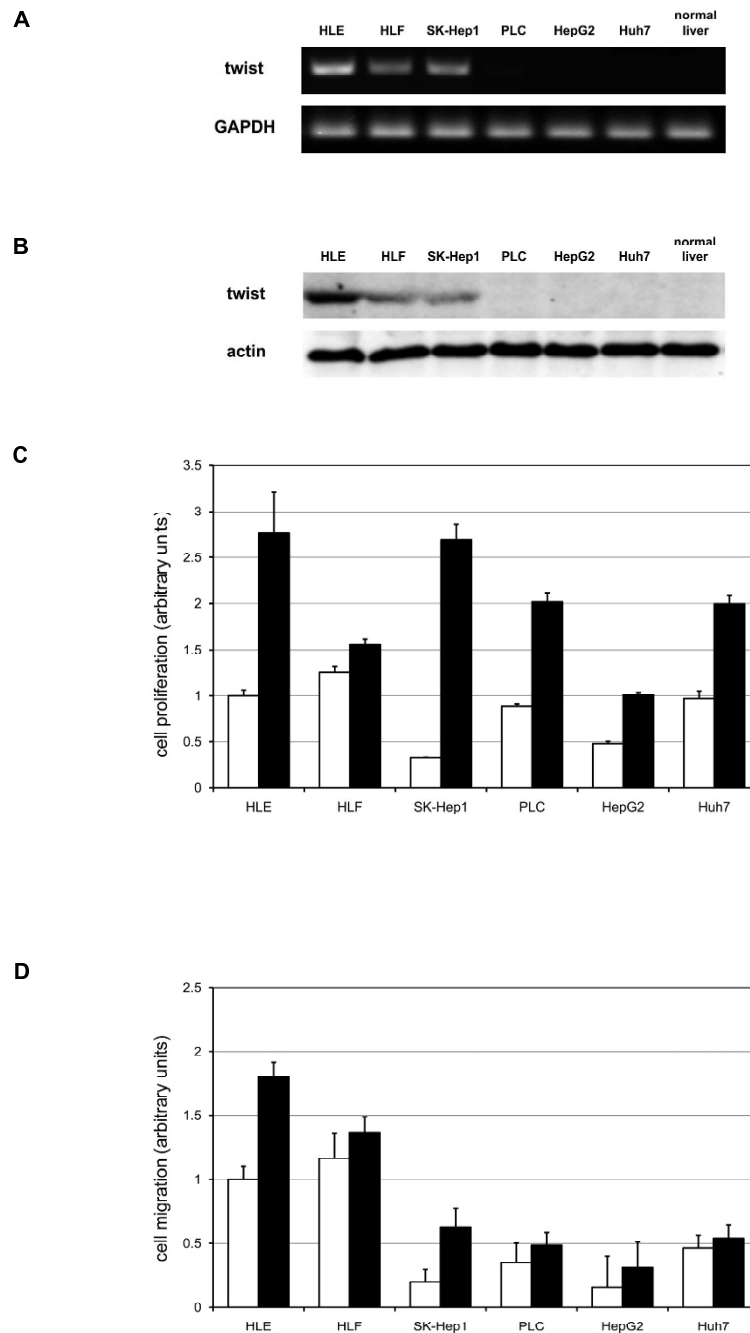 A
HLE HLF SK-Hep1 PLC HepG2 Huh7 normal liver
twist
GAPDH
B
HLE HLF SK-Hep1 PLC HepG2 Huh7 normal liver
twist
actin
C
cell proliferation (arbitrary units)
3.5
3
2.5
2
1.5
1
0.5
0
HLE HLF SK-Hep1 PLC HepG2 Huh7
D
cell migration (arbitrary units)
2.5
2
1.5
1
0.5
0
HLE HLF SK-Hep1 PLC HepG2 Huh7